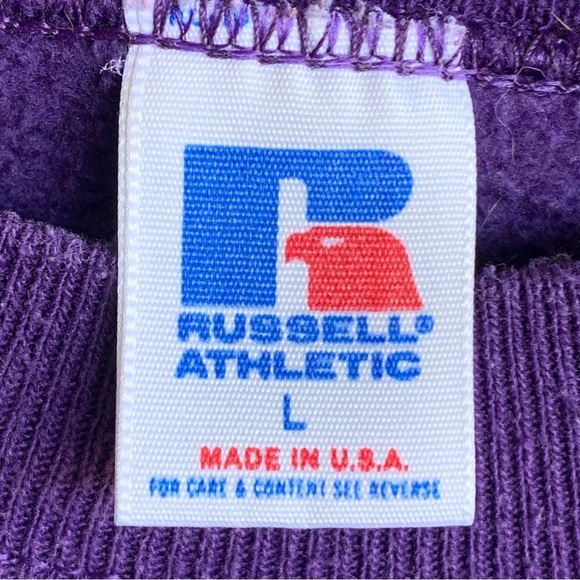 RUSSELL®
ATHLETIC
L
MADE IN U.S.A.
FOR CARE & CONTENT SEE REVERSE